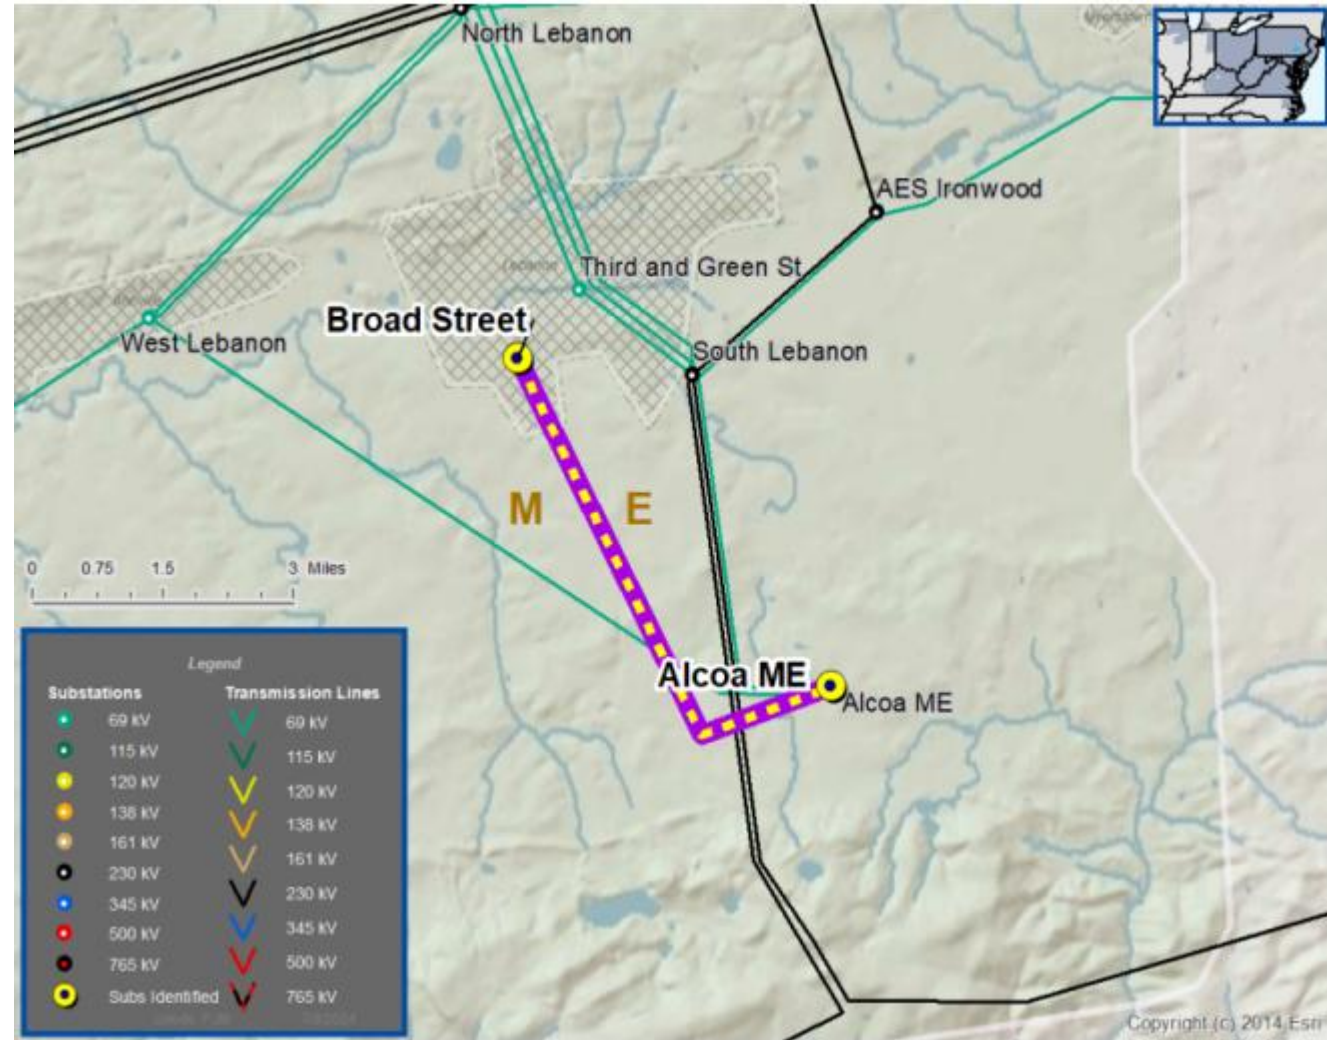 North Lebanon
AES Ironwood
Third and Green St
Broad Street
West Lebanon
South Lebanon
M E
0 0.75 1.5 3 Miles
Alcoa ME
Alcoa ME
Legend
Substations Transmission Lines
69 kV 69 kV
115 kV 115 kV
120 kV 120 kV
138 kV 138 kV
161 kV 161 kV
230 kV 230 kV
345 kV 345 kV
500 kV 500 kV
765 kV 765 kV
Subs Identified
Copyright (c) 2014 Esri